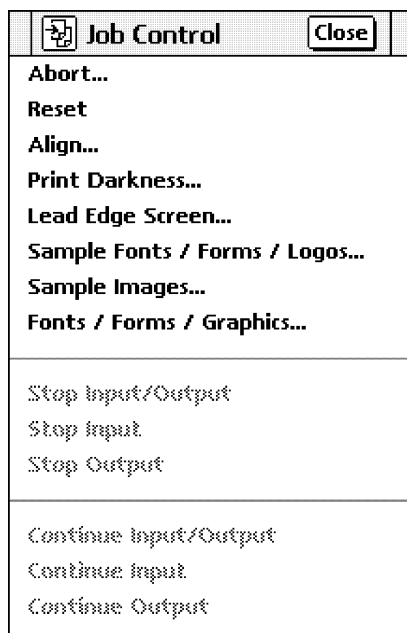 Job Control Close
Abort...
Reset
Align...
Print Darkness...
Lead Edge Screen...
Sample Fonts / Forms / Logos...
Sample Images...
Fonts / Forms / Graphics...
Stop Input/Output
Stop Input
Stop Output
Continue Input/Output
Continue Input
Continue Output